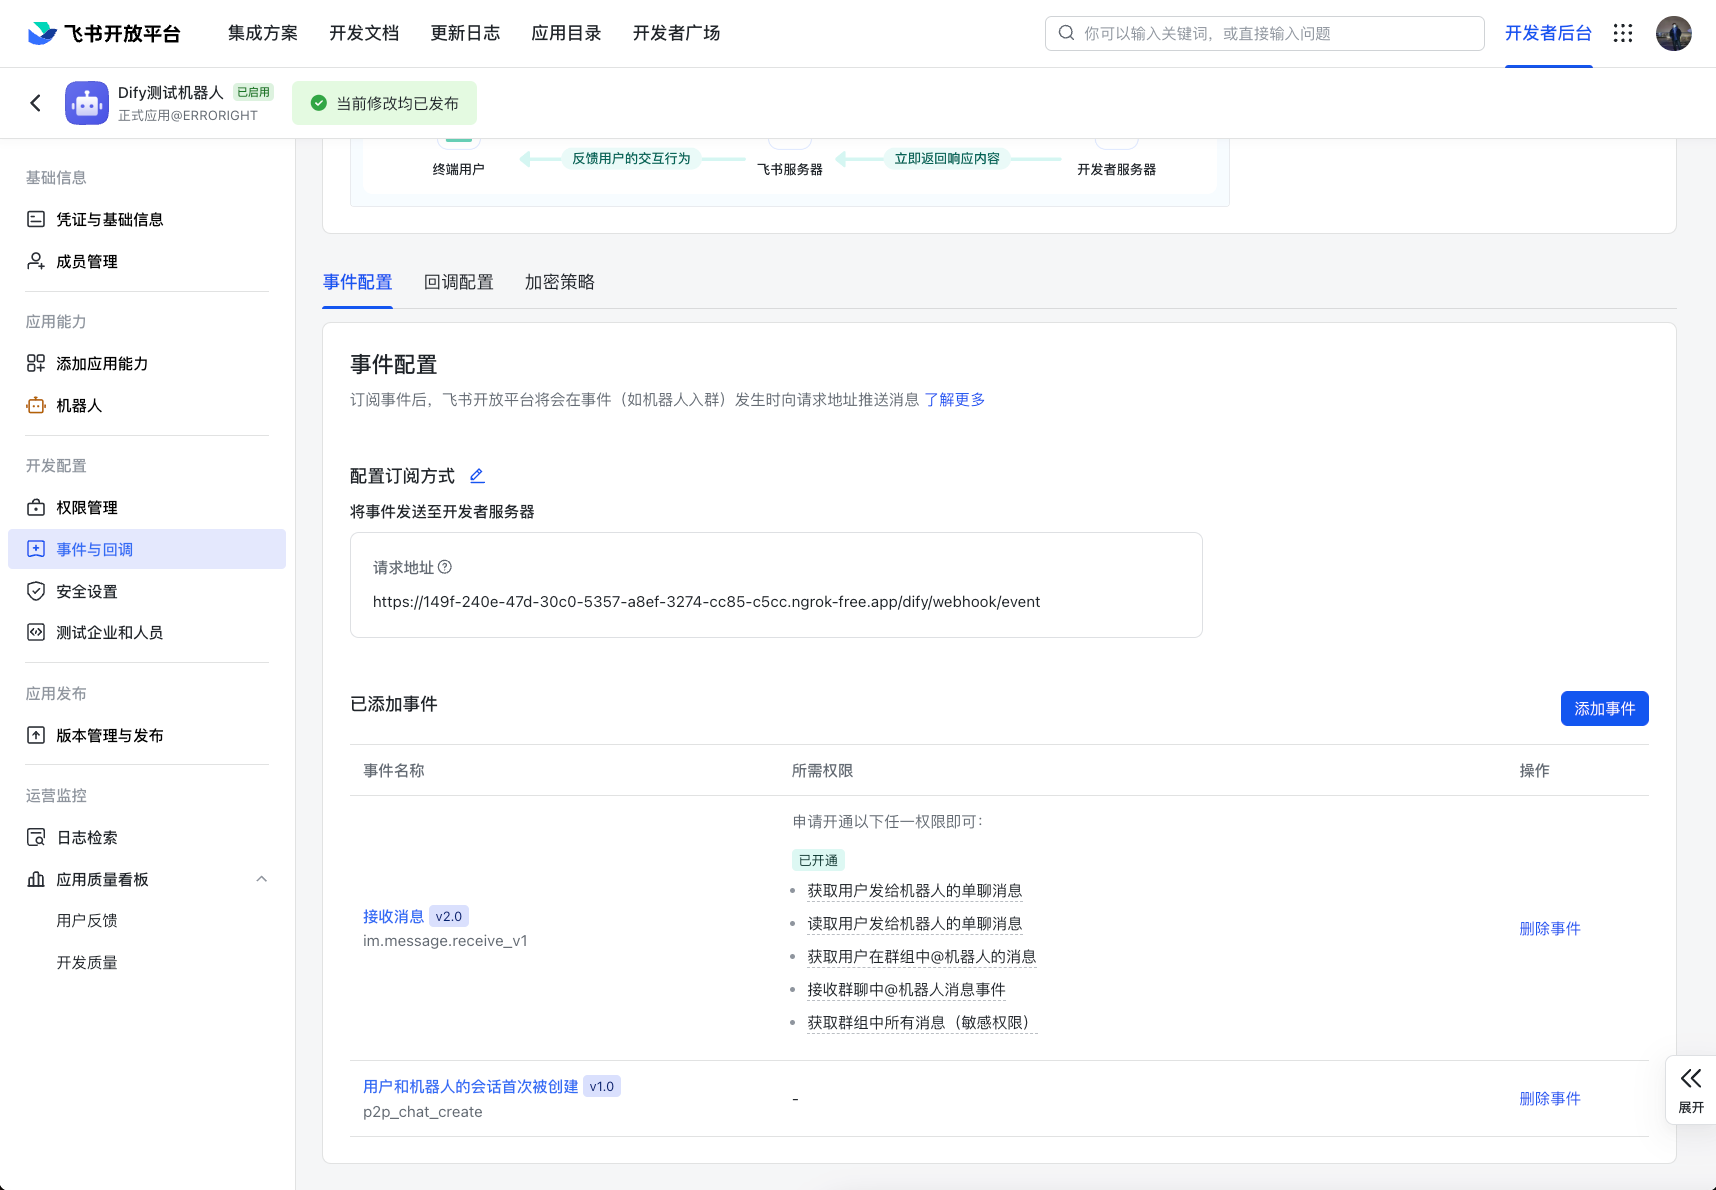 飞书开放平台
集成方案
开发文档
更新日志
应用目录
开发者广场
你可以输入关键词，或直接输入问题
开发者后台
Dify测试机器人
已启用
正式应用@ERRORIGHT
当前修改均已发布
基础信息
凭证与基础信息
成员管理
应用能力
添加应用能力
机器人
开发配置
权限管理
事件与回调
安全设置
测试企业和人员
应用发布
版本管理与发布
运营监控
日志检索
应用质量看板
用户反馈
开发质量
终端用户
反馈用户的交互行为
飞书服务器
立即返回响应内容
开发者服务器
事件配置
回调配置
加密策略
事件配置
订阅事件后，飞书开放平台将会在事件（如机器人入群）发生时向请求地址推送消息 了解更多
配置订阅方式
将事件发送至开发者服务器
请求地址
https://149f-240e-47d-30c0-5357-a8ef-3274-cc85-c5cc.ngrok-free.app/dify/webhook/event
已添加事件
添加事件
事件名称
所需权限
操作
接收消息 v2.0
im.message.receive_v1
申请开通以下任一权限即可：
已开通
获取用户发给机器人的单聊消息
读取用户发给机器人的单聊消息
获取用户在群组中@机器人的消息
接收群聊中@机器人消息事件
获取群组中所有消息（敏感权限）
删除事件
用户和机器人的会话首次被创建 v1.0
p2p_chat_create
-
删除事件
展开